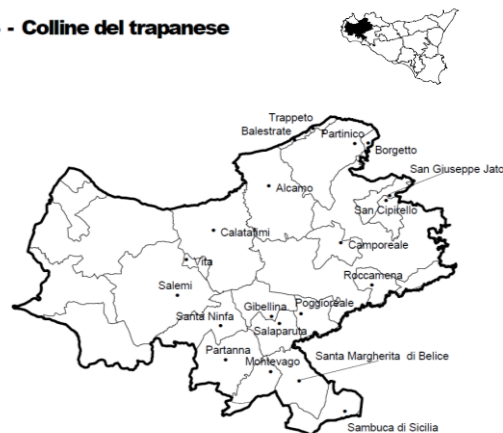 - Colline del trapanese
Trappeto
Balestrate
Partinico
Borgetto
San Giuseppe Jato
Alcamo
San Cipirello
Calatafimi
Camporeale
Vita
Roccamena
Salemi
Gibellina
Poggioreale
Santa Ninfa
Salaparuta
Partanna
Montevago
Santa Margherita di Belice
Sambuca di Sicilia